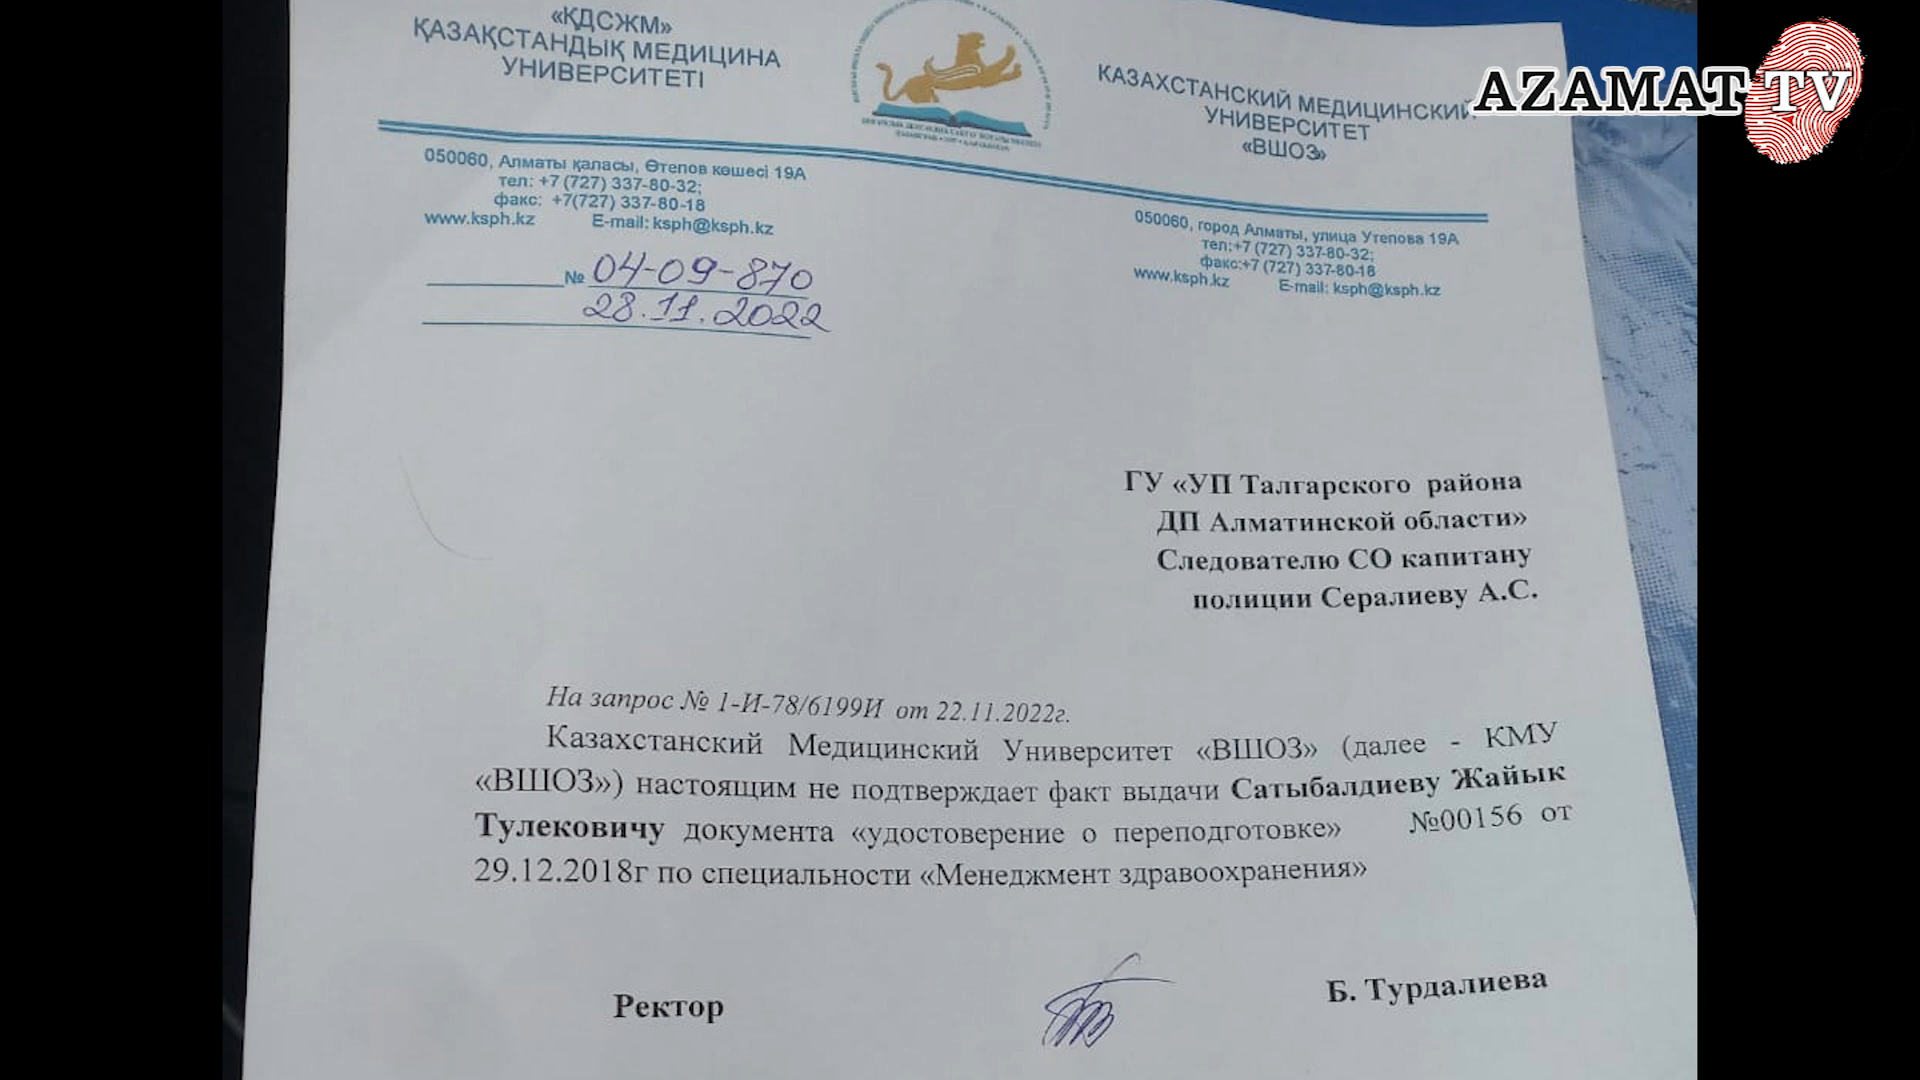 «ҚДСЖМ»
ҚАЗАҚСТАНДЫҚ МЕДИЦИНА
УНИВЕРСИТЕТІ
КАЗАХСТАНСКИЙ МЕДИЦИНСКИЙ
УНИВЕРСИТЕТ
«ВШОЗ»
AZAMAT TV
050060, Алматы қаласы, Өтепов көшесі 19А
тел: +7 (727) 337-80-32;
факс: +7(727) 337-80-18
www.ksph.kz E-mail: ksph@ksph.kz
050060, город Алматы, улица Утепова 19А
тел:+7 (727) 337-80-32;
факс:+7 (727) 337-80-18
www.ksph.kz E-mail: ksph@ksph.kz
№ 04-09-870
28.11.2022
ГУ «УП Талгарского района
ДП Алматинской области»
Следователю СО капитану
полиции Сералиеву А.С.
На запрос № 1-И-78/6199И от 22.11.2022г.
Казахстанский Медицинский Университет «ВШОЗ» (далее - КМУ
«ВШОЗ») настоящим не подтверждает факт выдачи Сатыбалдиеву Жайык
Тулековичу документа «удостоверение о переподготовке» №00156 от
29.12.2018г по специальности «Менеджмент здравоохранения»
Ректор Б. Турдалиева